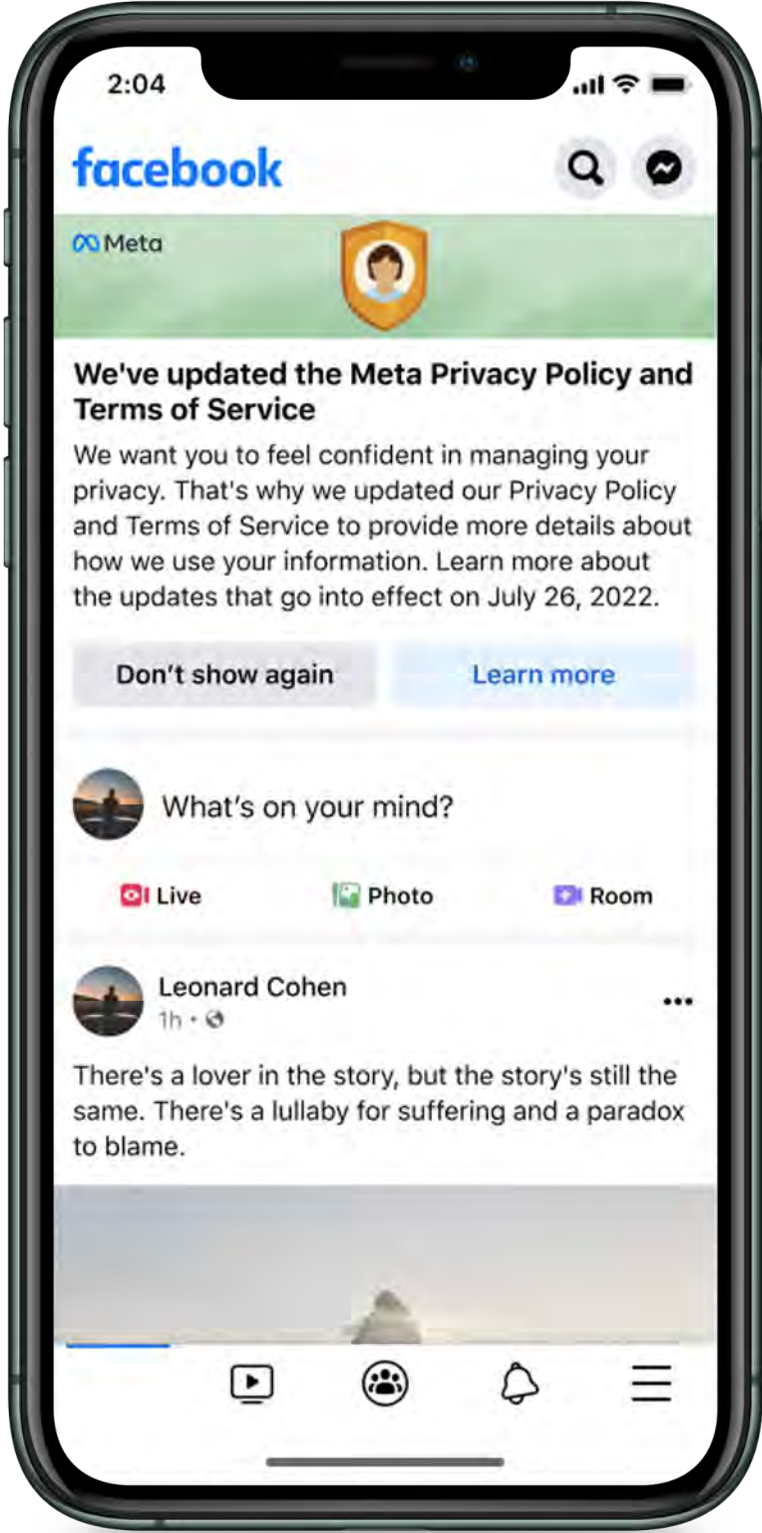 2:04
facebook
Meta
We've updated the Meta Privacy Policy and
Terms of Service
We want you to feel confident in managing your
privacy. That's why we updated our Privacy Policy
and Terms of Service to provide more details about
how we use your information. Learn more about
the updates that go into effect on July 26, 2022.
Don't show again
Learn more
What's on your mind?
Live
Photo
Room
Leonard Cohen
1h ·
There's a lover in the story, but the story's still the
same. There's a lullaby for suffering and a paradox
to blame.